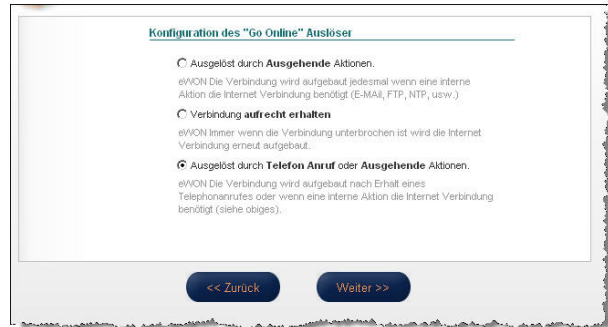 Konfiguration des "Go Online" Auslöser
Ausgelöst durch Ausgehende Aktionen.
eWON Die Verbindung wird aufgebaut jedesmal wenn eine interne
Aktion die Internet Verbindung benötigt (E-MAil, FTP, NTP, usw.)
Verbindung aufrecht erhalten
eWON Immer wenn die Verbindung unterbrochen ist wird die Internet
Verbindung erneut aufgebaut.
Ausgelöst durch Telefon Anruf oder Ausgehende Aktionen.
eWON Die Verbindung wird aufgebaut nach Erhalt eines
Telephonanrufes oder wenn eine interne Aktion die Internet Verbindung
benötigt (siehe obiges).
<< Zurück
Weiter >>